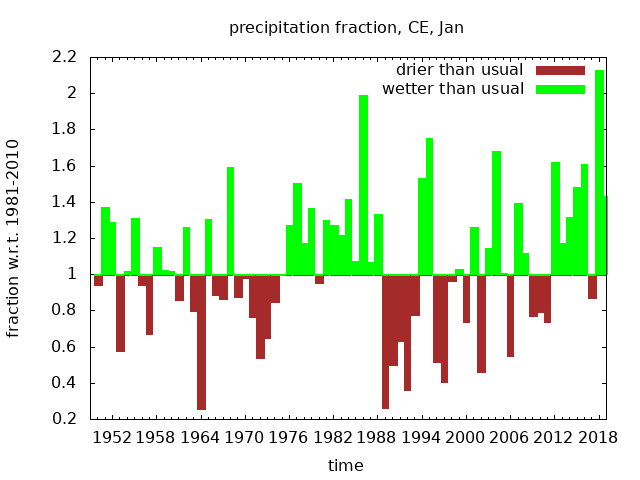 precipitation fraction, CE, Jan
drier than usual
wetter than usual
fraction w.r.t. 1981-2010
2.2
2
1.8
1.6
1.4
1.2
1
0.8
0.6
0.4
0.2
1952 1958 1964 1970 1976 1982 1988 1994 2000 2006 2012 2018
time